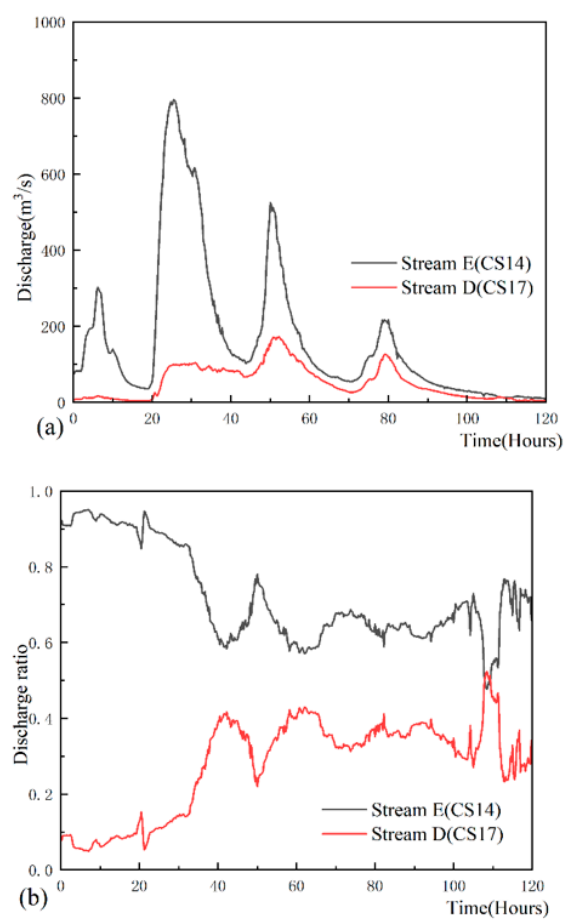 1000
800
600
400
200
0
Discharge(m³/s)
Stream E(CS14)
Stream D(CS17)
0 20 40 60 80 100 120
(a)
Time(Hours)
1.0
0.8
0.6
0.4
0.2
0.0
Discharge ratio
Stream E(CS14)
Stream D(CS17)
0 20 40 60 80 100 120
(b)
Time(Hours)